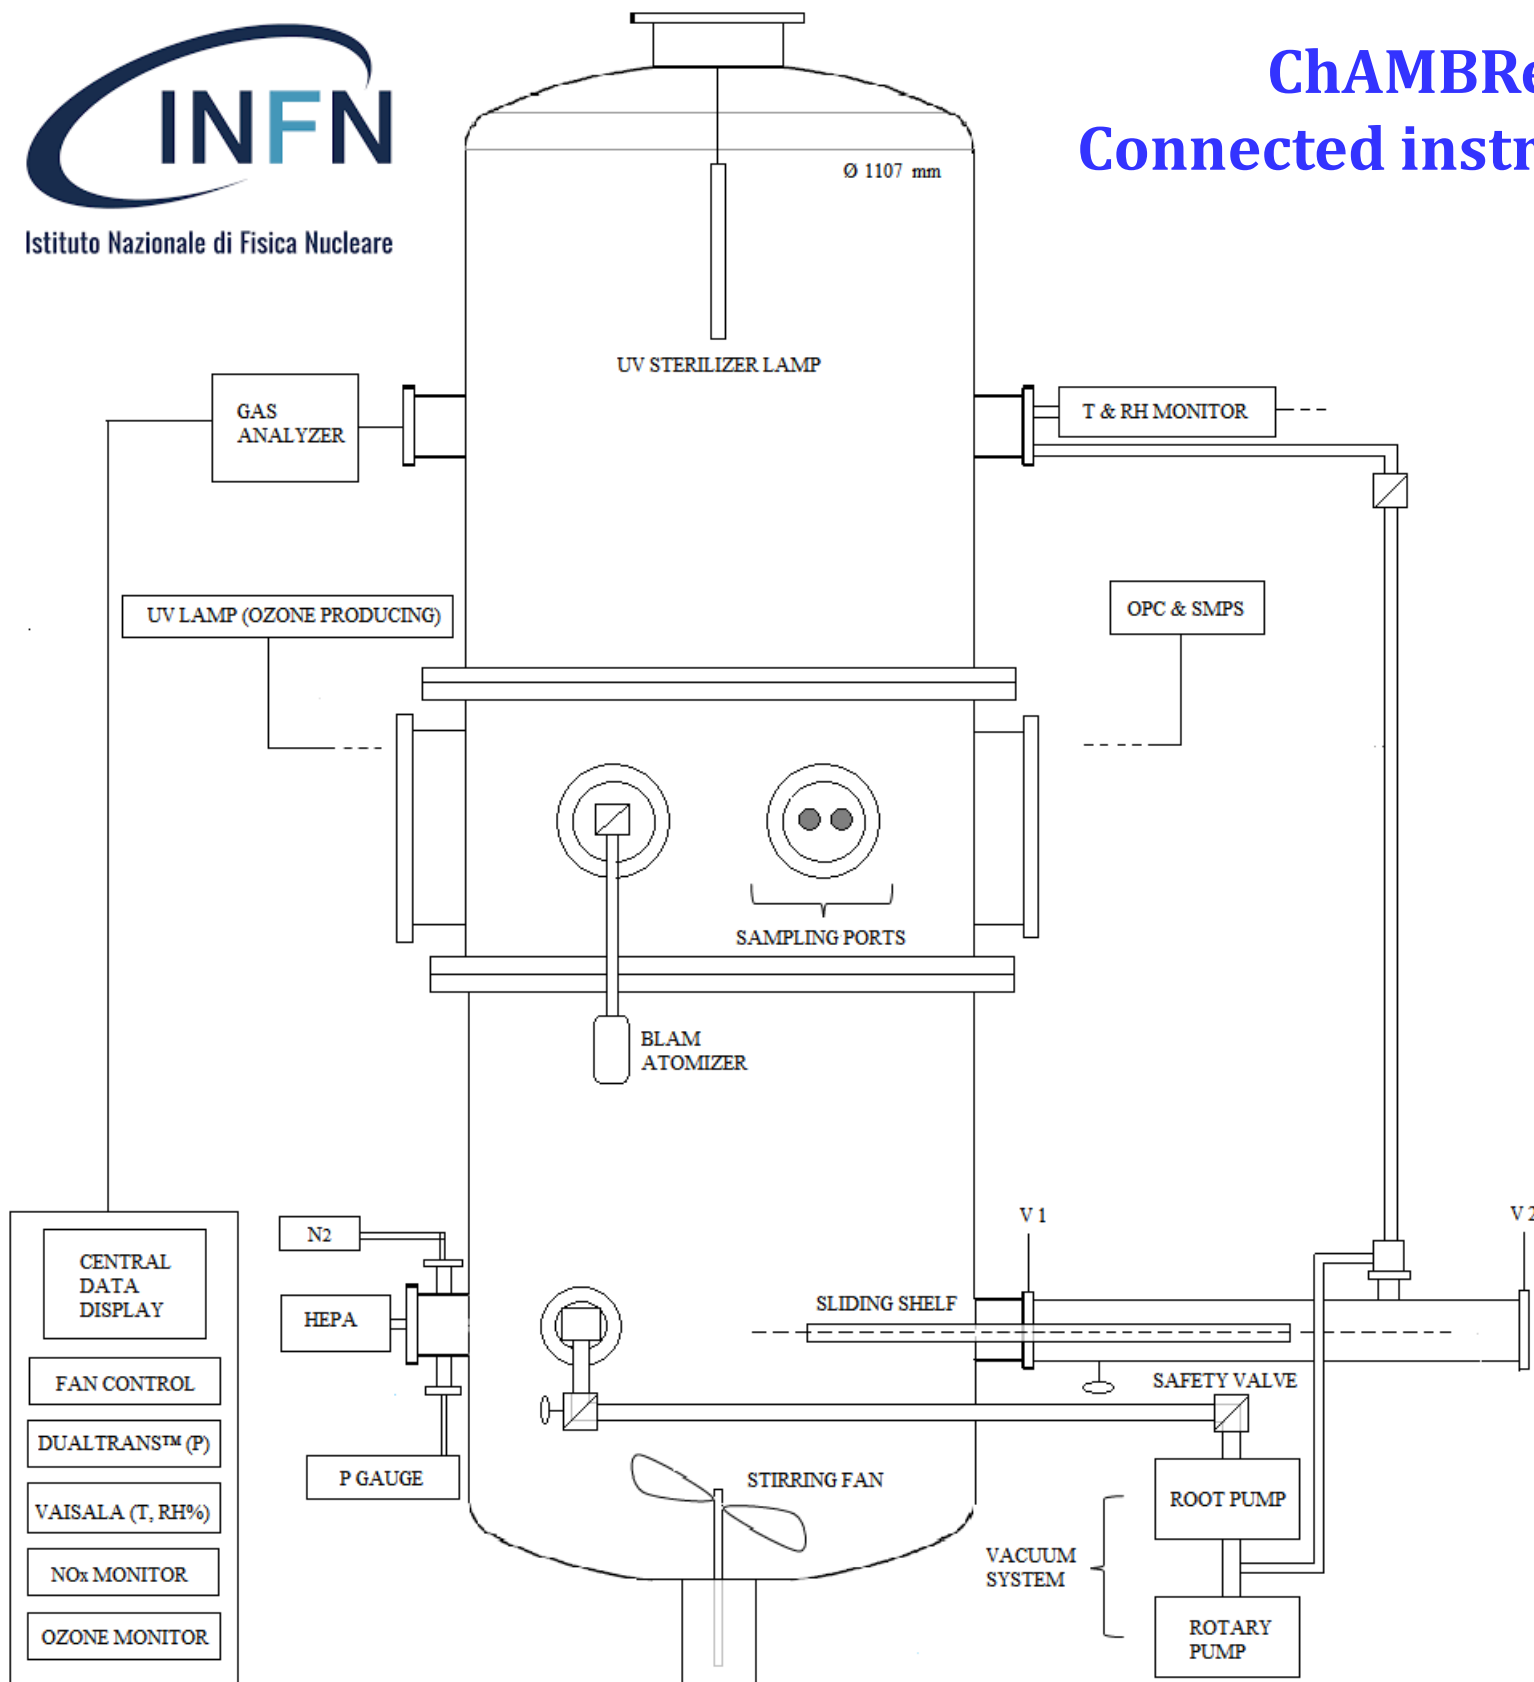 INFN
Istituto Nazionale di Fisica Nucleare
ChAMBRe
Connected
Ø 1107 mm
UV STERILIZER LAMP
GAS
ANALYZER
T & RH MONITOR
UV LAMP (OZONE PRODUCING)
OPC & SMPS
SAMPLING PORTS
BLAM
ATOMIZER
N2
HEPA
P GAUGE
CENTRAL
DATA
DISPLAY
FAN CONTROL
DUALTRANS™ (P)
VAISALA (T, RH%)
NOx MONITOR
OZONE MONITOR
V 1
V 2
SLIDING SHELF
SAFETY VALVE
STIRRING FAN
ROOT PUMP
VACUUM
SYSTEM
ROTARY
PUMP